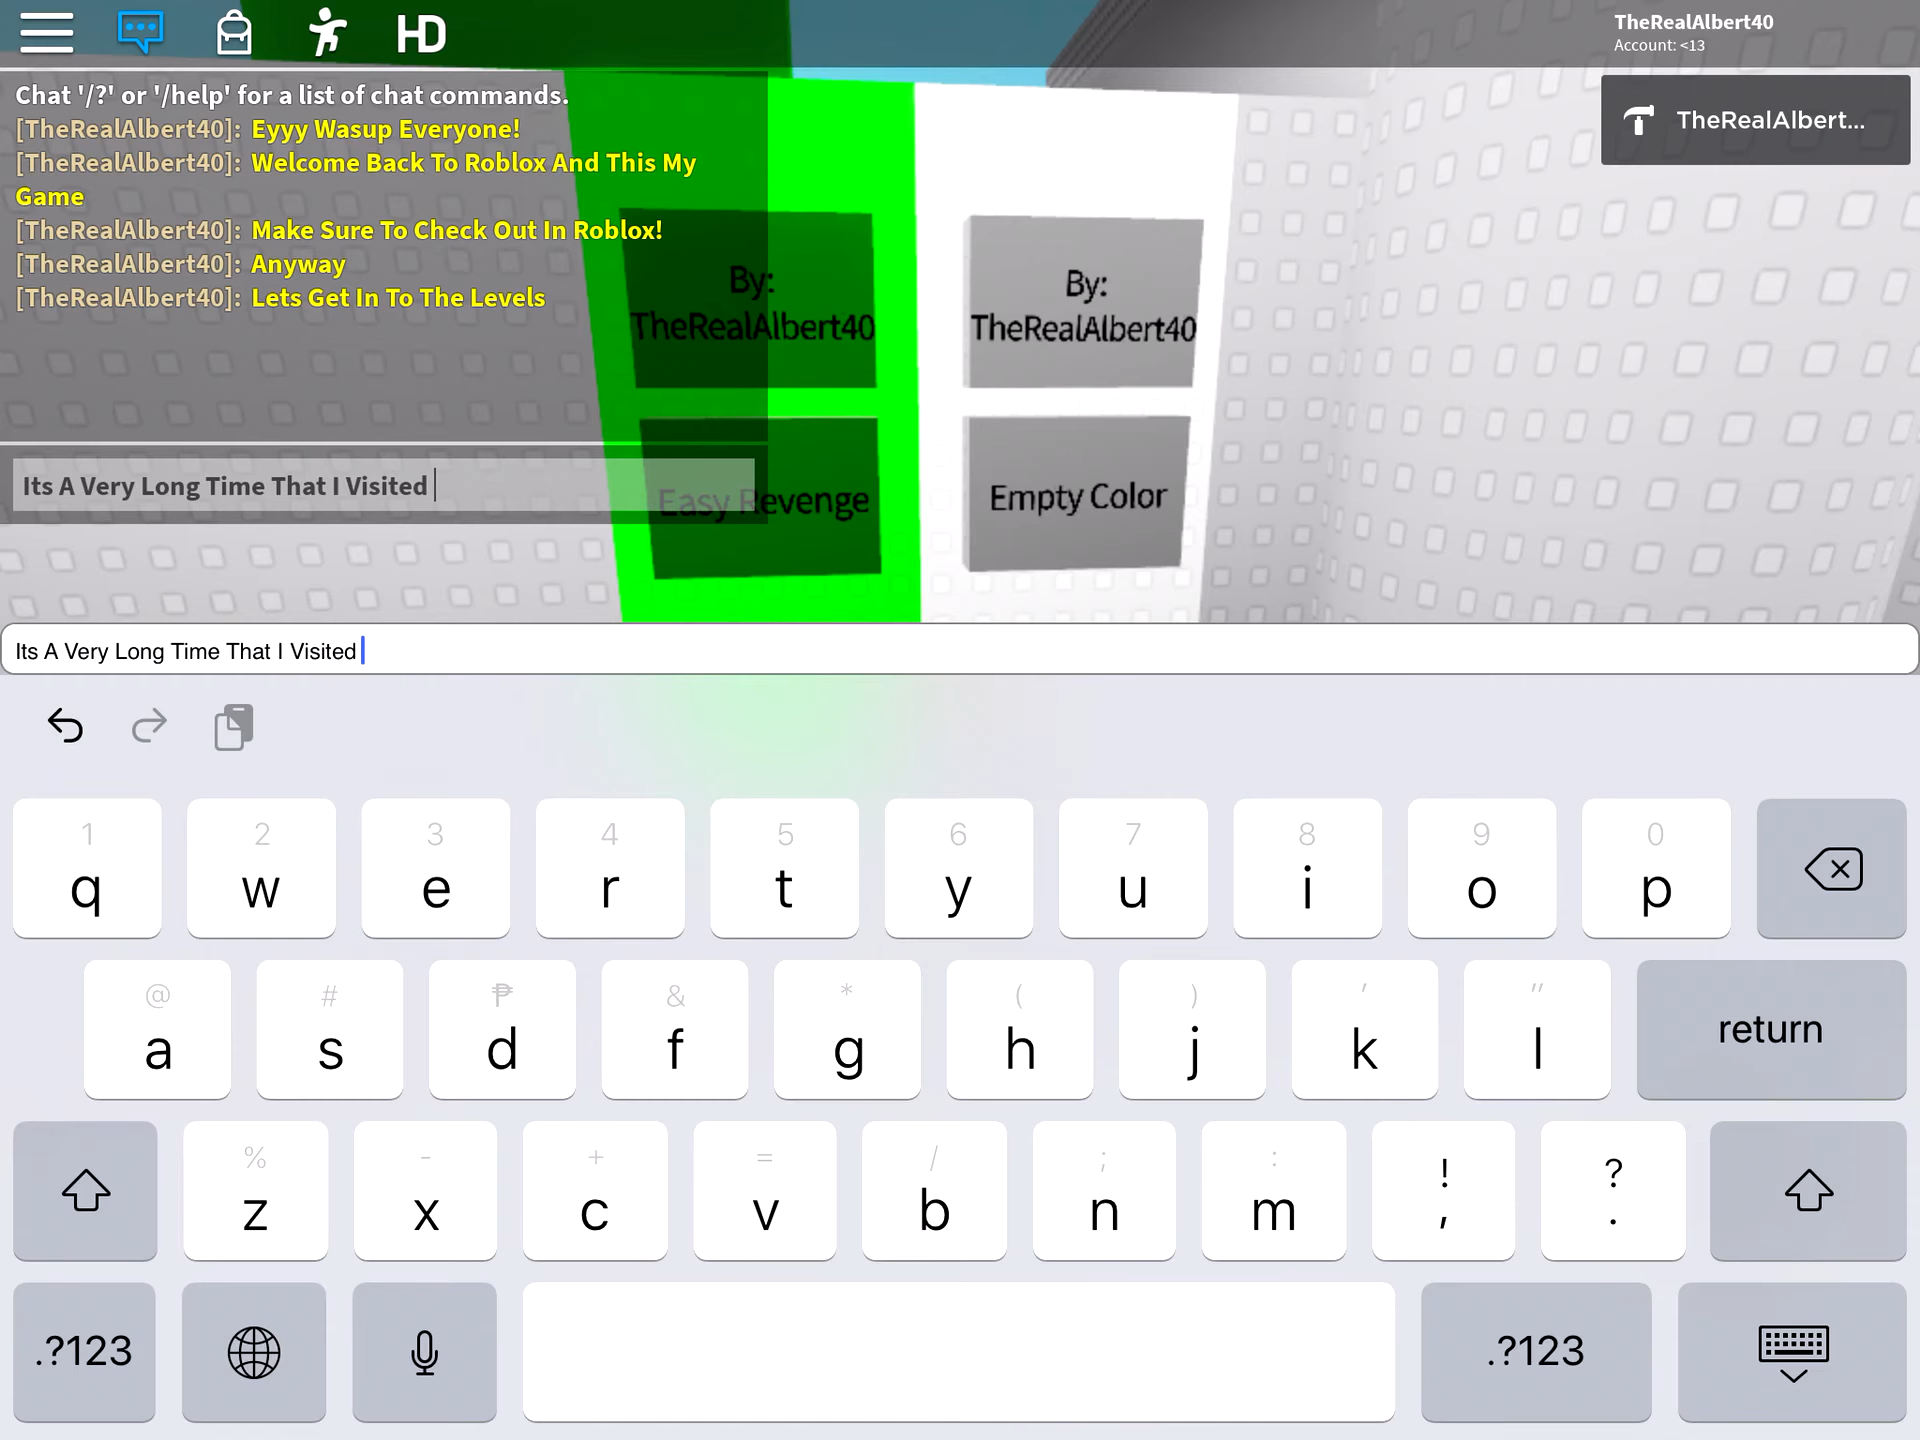 HD
TheRealAlbert40
Account: <13
TheRealAlbert...
Chat '/?' or '/help' for a list of chat commands.
[TheRealAlbert40]: Eyyy Wasup Everyone!
[TheRealAlbert40]: Welcome Back To Roblox And This My
Game
[TheRealAlbert40]: Make Sure To Check Out In Roblox!
[TheRealAlbert40]: Anyway
[TheRealAlbert40]: Lets Get In To The Levels
By:
TheRealAlbert40
By:
TheRealAlbert40
Its A Very Long Time That I Visited
Easy Revenge
Empty Color
Its A Very Long Time That I Visited
1 2 3 4 5 6 7 8 9 0
q w e r t y u i o p
@ # ₱ & * ( ) ' "
a s d f g h j k l return
% - + = / ; : ! ?
z x c v b n m , .
.?123 .?123